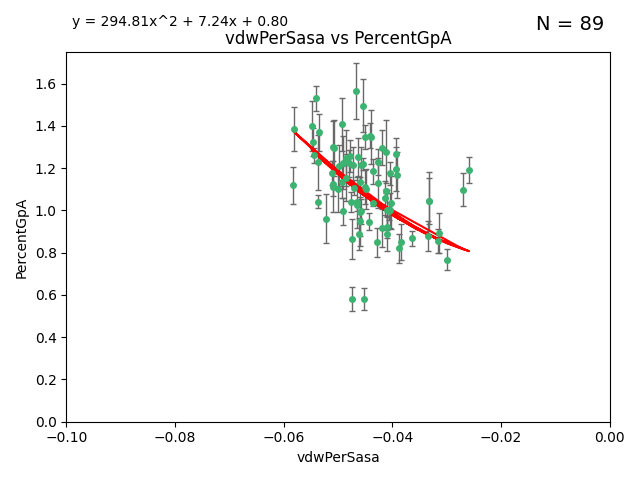 y = 294.81x^2 + 7.24x + 0.80
N = 89
vdwPerSasa vs PercentGpA
PercentGpA
1.6
1.4
1.2
1.0
0.8
0.6
0.4
0.2
0.0
−0.10 −0.08 −0.06 −0.04 −0.02 0.00
vdwPerSasa